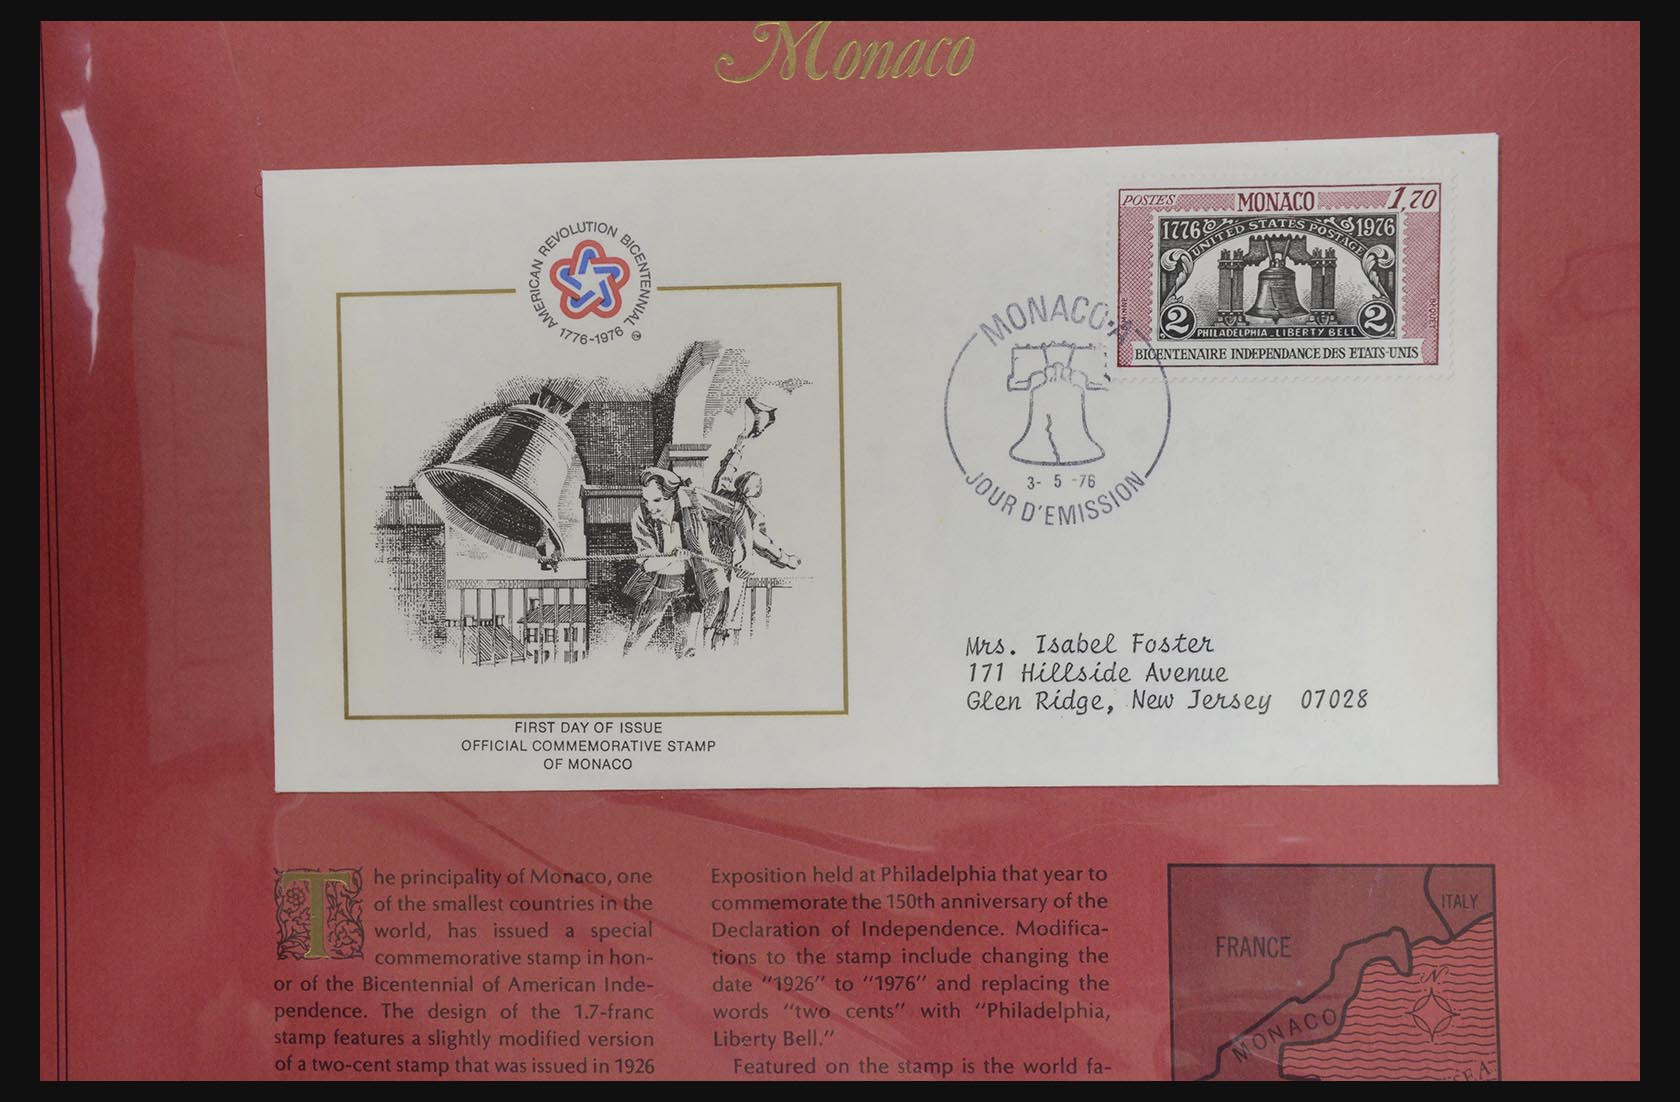 Monaco
AMERICAN REVOLUTION BICENTENNIAL
1776-1976
POSTES MONACO 1,70
1776 1976
UNITED STATES POSTAGE
2 2
PHILADELPHIA-LIBERTY BELL
BICENTENAIRE INDEPENDANCE DES ETATS-UNIS
MONACO-A
3- 5 -76
JOUR D'EMISSION
Mrs. Isabel Foster
171 Hillside Avenue
Glen Ridge, New Jersey 07028
FIRST DAY OF ISSUE
OFFICIAL COMMEMORATIVE STAMP
OF MONACO
The principality of Monaco, one
of the smallest countries in the
world, has issued a special
commemorative stamp in hon-
or of the Bicentennial of American Inde-
pendence. The design of the 1.7-franc
stamp features a slightly modified version
of a two-cent stamp that was issued in 1926
Exposition held at Philadelphia that year to
commemorate the 150th anniversary of the
Declaration of Independence. Modifica-
tions to the stamp include changing the
date "1926" to "1976" and replacing the
words "two cents" with "Philadelphia,
Liberty Bell."
Featured on the stamp is the world fa-
ITALY
FRANCE
N
MONACO
SEA